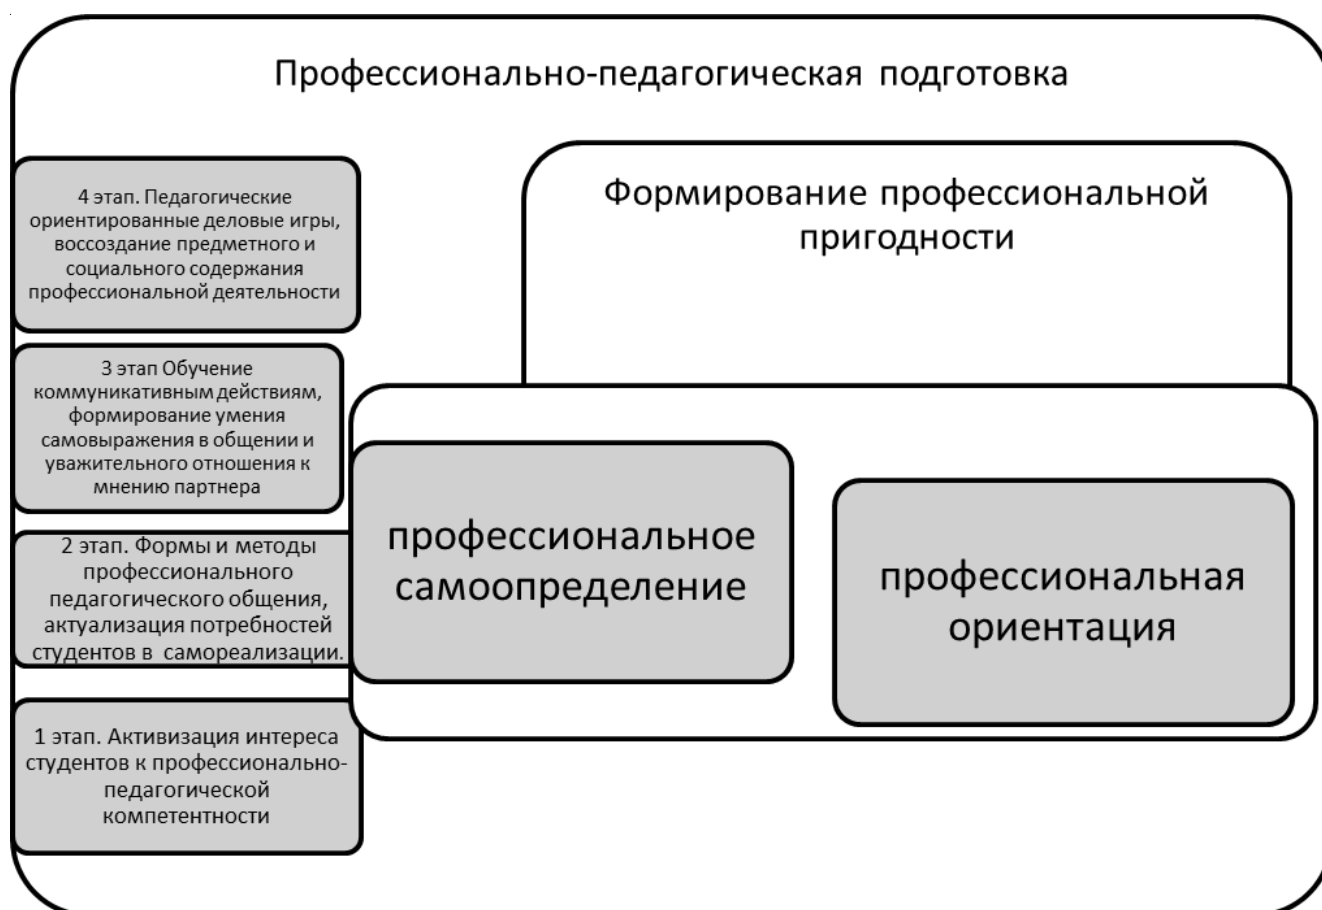 Профессионально-педагогическая подготовка
4 этап. Педагогические
ориентированные деловые игры,
воссоздание предметного и
социального содержания
профессиональной деятельности
Формирование профессиональной
пригодности
3 этап Обучение
коммуникативным действиям,
формирование умения
самовыражения в общении и
уважительного отношения к
мнению партнера
профессиональное
самоопределение
профессиональная
ориентация
2 этап. Формы и методы
профессионального
педагогического общения,
актуализация потребностей
студентов в самореализации.
1 этап. Активизация интереса
студентов к профессионально-
педагогической
компетентности